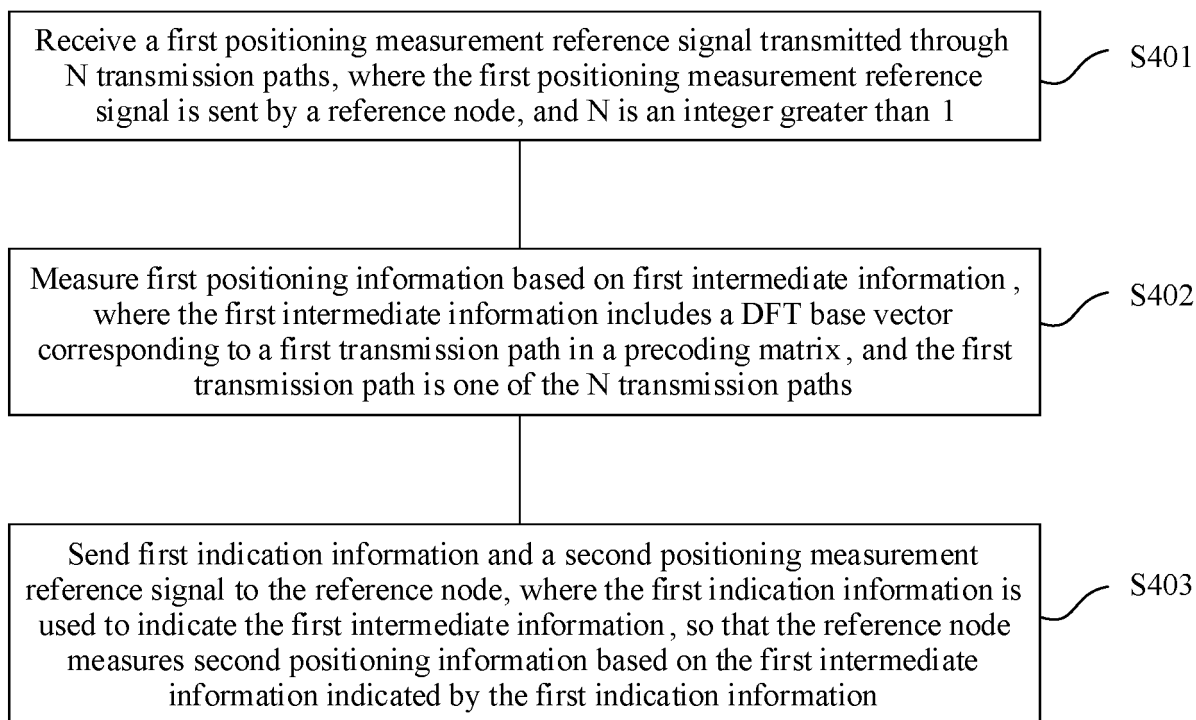 Receive a first positioning measurement reference signal transmitted through
N transmission paths, where the first positioning measurement reference
signal is sent by a reference node, and N is an integer greater than 1
S401
Measure first positioning information based on first intermediate information,
where the first intermediate information includes a DFT base vector
corresponding to a first transmission path in a precoding matrix, and the first
transmission path is one of the N transmission paths
S402
Send first indication information and a second positioning measurement
reference signal to the reference node, where the first indication information is
used to indicate the first intermediate information, so that the reference node
measures second positioning information based on the first intermediate
information indicated by the first indication information
S403